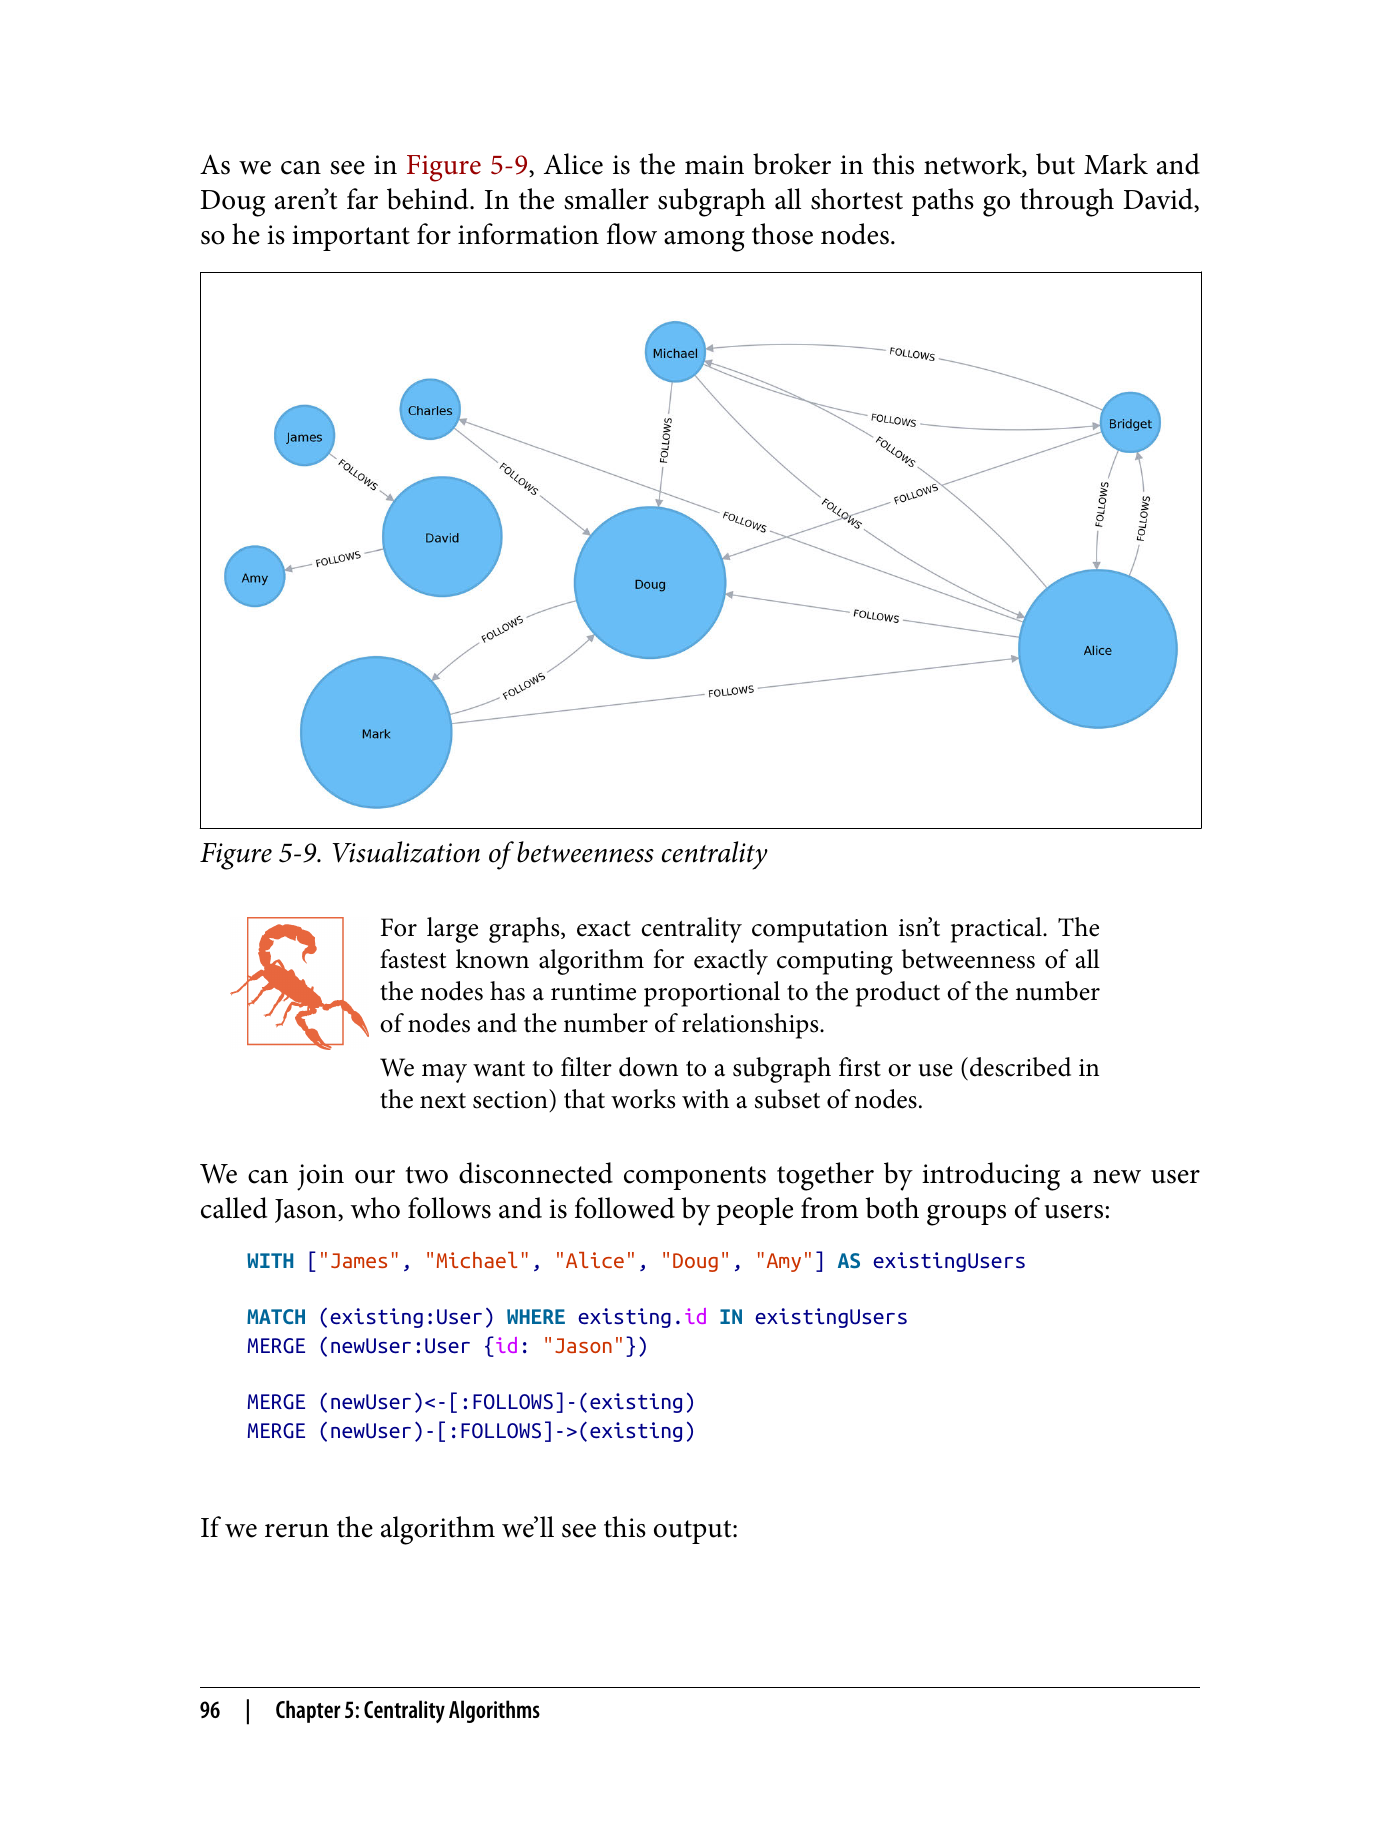 As we can see in Figure 5-9, Alice is the main broker in this network, but Mark and
Doug aren’t far behind. In the smaller subgraph all shortest paths go through David,
so he is important for information flow among those nodes.
Michael
FOLLOWS
Charles
FOLLOWS
Bridget
James
FOLLOWS
FOLLOWS
FOLLOWS
FOLLOWS
FOLLOWS
FOLLOWS
FOLLOWS
FOLLOWS
FOLLOWS
FOLLOWS
David
FOLLOWS
Amy
Doug
FOLLOWS
FOLLOWS
Alice
FOLLOWS
FOLLOWS
Mark
Figure 5-9. Visualization of betweenness centrality
For large graphs, exact centrality computation isn’t practical. The
fastest known algorithm for exactly computing betweenness of all
the nodes has a runtime proportional to the product of the number
of nodes and the number of relationships.
We may want to filter down to a subgraph first or use (described in
the next section) that works with a subset of nodes.
We can join our two disconnected components together by introducing a new user
called Jason, who follows and is followed by people from both groups of users:
WITH ["James", "Michael", "Alice", "Doug", "Amy"] AS existingUsers
MATCH (existing:User) WHERE existing.id IN existingUsers
MERGE (newUser:User {id: "Jason"})
MERGE (newUser)<-[:FOLLOWS]-(existing)
MERGE (newUser)-[:FOLLOWS]->(existing)
If we rerun the algorithm we’ll see this output:
96 | Chapter 5: Centrality Algorithms